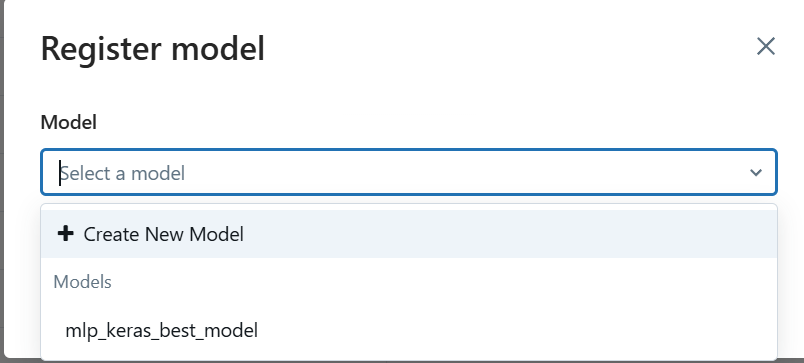 Register model
Model
Select a model
Create New Model
Models
mlp_keras_best_model